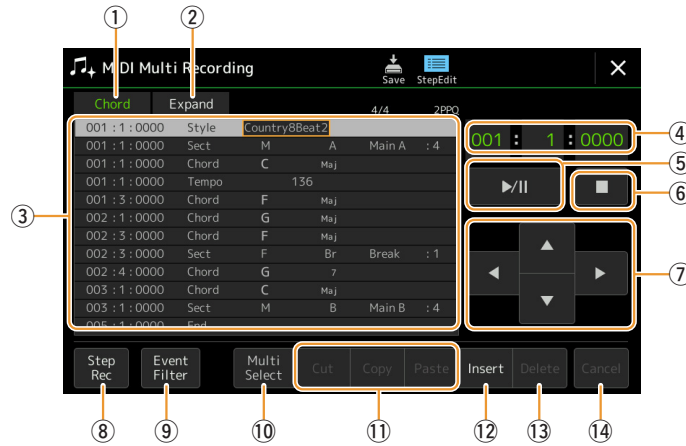 ① ②
MIDI Multi Recording Save StepEdit ×
Chord Expand 4/4 2PPQ
001 : 1 : 0000 Style Country8Beat2
001 : 1 : 0000 Sect M A Main A : 4
001 : 1 : 0000 Chord C Maj
001 : 1 : 0000 Tempo 136
001 : 3 : 0000 Chord F Maj
002 : 1 : 0000 Chord G Maj
002 : 3 : 0000 Chord F Maj
002 : 3 : 0000 Sect F Br Break : 1
002 : 4 : 0000 Chord G 7
003 : 1 : 0000 Chord C Maj
003 : 1 : 0000 Sect M B Main B : 4
005 : 1 : 0000 End
③
001 : 1 : 0000 ④
⑤
⑥
⑦
Step Rec
Event Filter
Multi Select
Cut Copy Paste Insert Delete Cancel
⑧ ⑨ ⑩ ⑪ ⑫ ⑬ ⑭